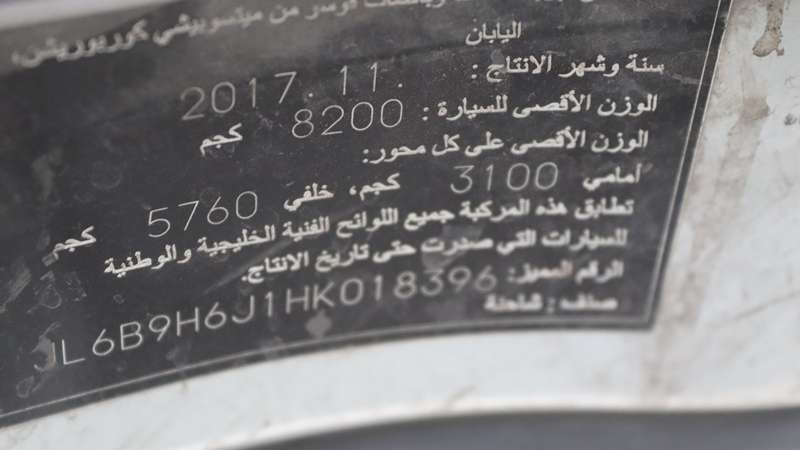 من ميتسوبيشي
اليابان
سنة وشهر الانتاج : 2017.11.
الوزن الأقصى للسيارة : 8200 كجم
الوزن الأقصى على كل محور:
أمامي 3100 كجم، خلفي 5760 كجم
تطابق هذه المركبة جميع اللوائح الفنية الخليجية والوطنية
للسيارات التي صدرت حتى تاريخ الانتاج.
الرقم المميز: JL6B9H6J1HK018396
صنف : شاحنة